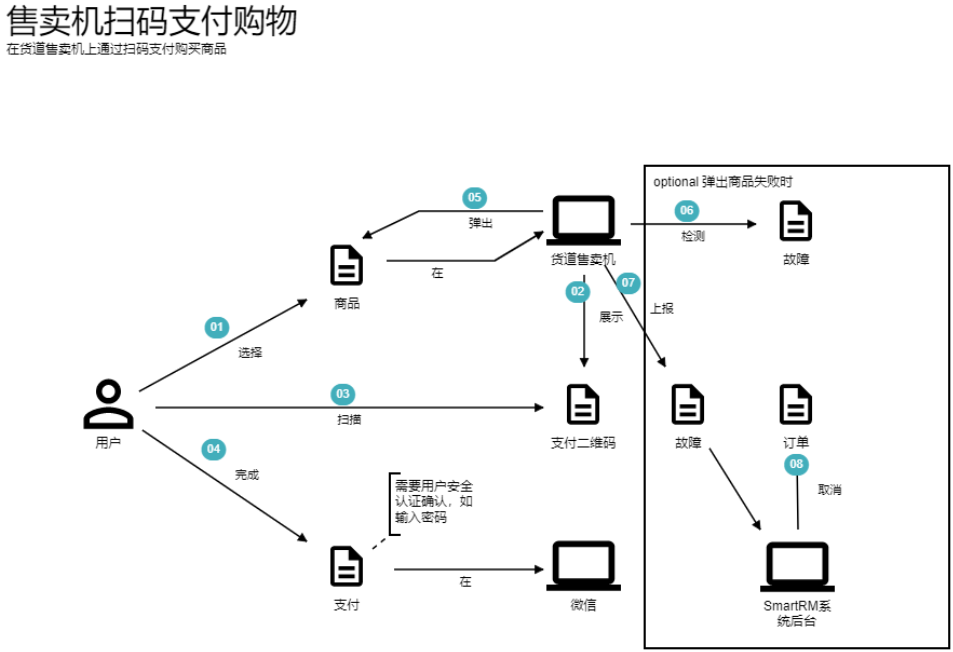 售卖机扫码支付购物
在货道售卖机上通过扫码支付购买商品
optional 弹出商品失败时
05
弹出
货道售卖机
06
检测
故障
在
商品
02
展示
07
上报
01
选择
用户
03
扫描
支付二维码
故障
订单
04
完成
08
取消
需要用户安全
认证确认，如
输入密码
支付
在
微信
SmartRM系
统后台